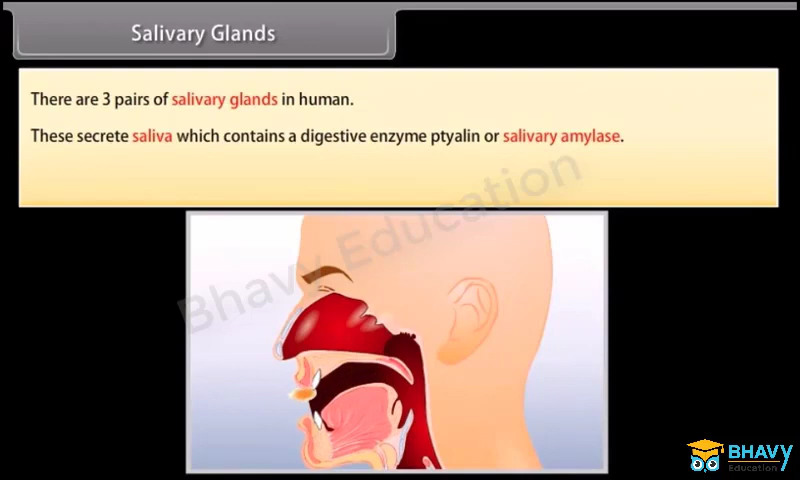 Salivary Glands
There are 3 pairs of salivary glands in human.
These secrete saliva which contains a digestive enzyme ptyalin or salivary amylase.
Bhavy Education
BHAVY
Education